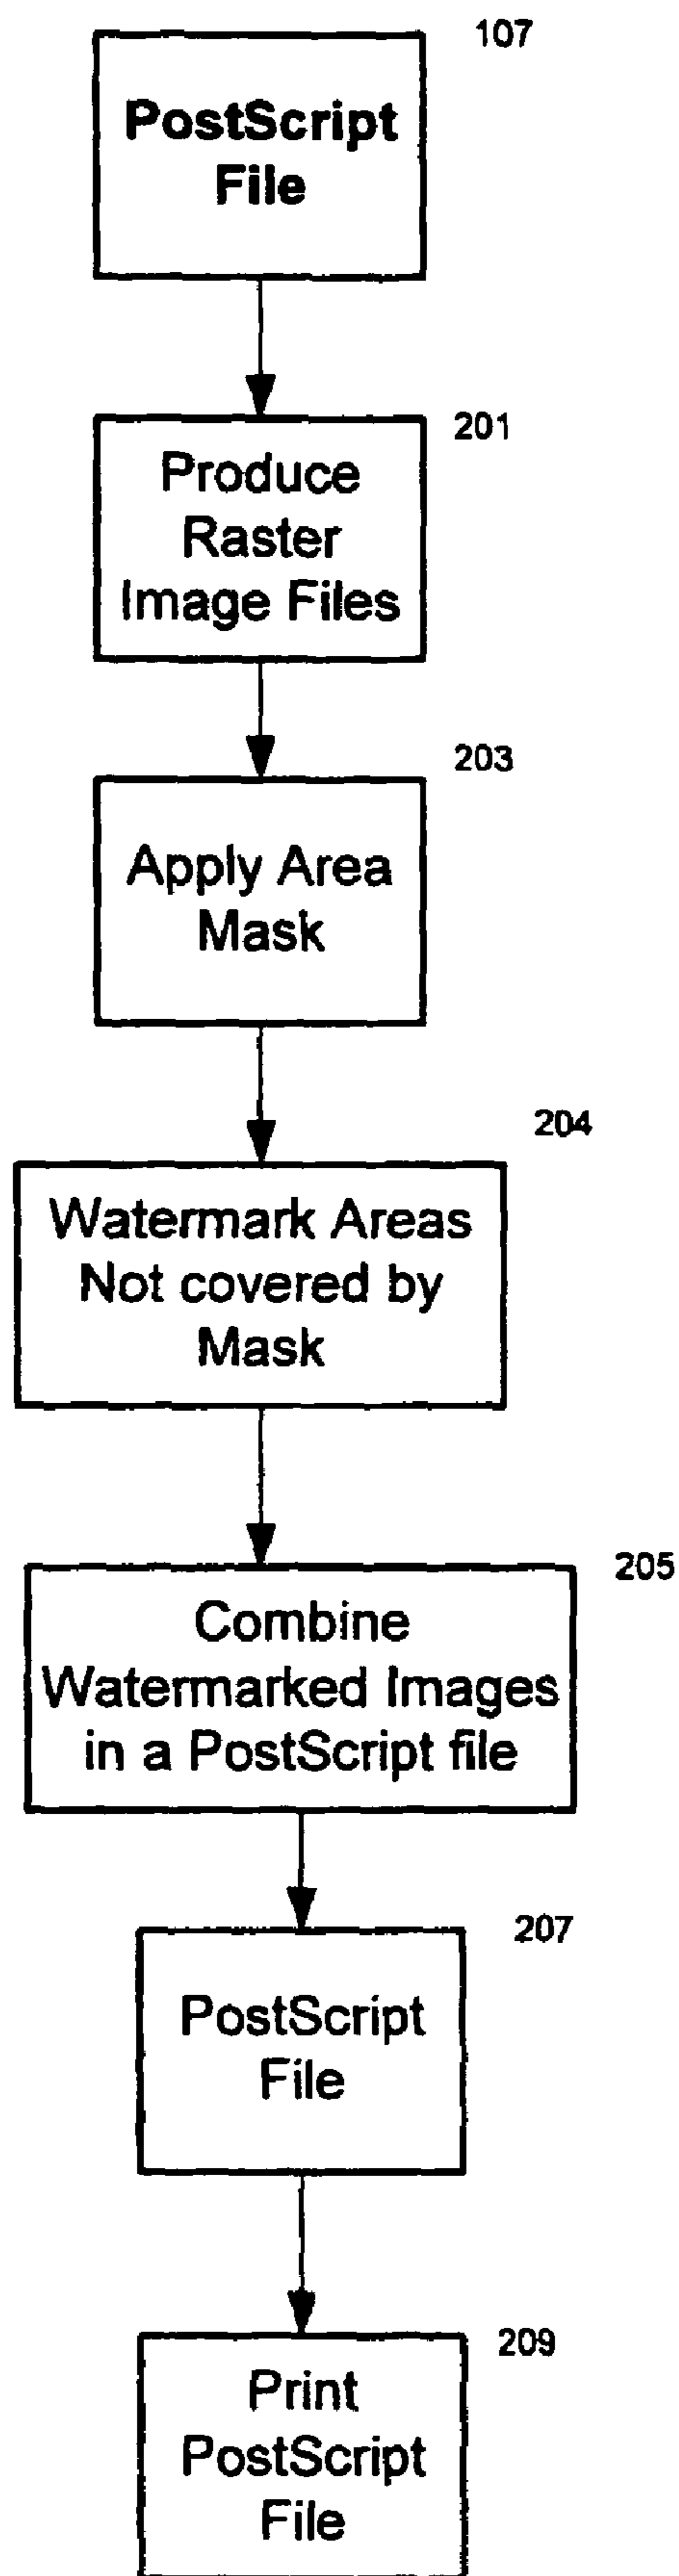 107
PostScript
File
201
Produce
Raster
Image Files
203
Apply Area
Mask
204
Watermark Areas
Not covered by
Mask
205
Combine
Watermarked Images
in a PostScript file
207
PostScript
File
209
Print
PostScript
File